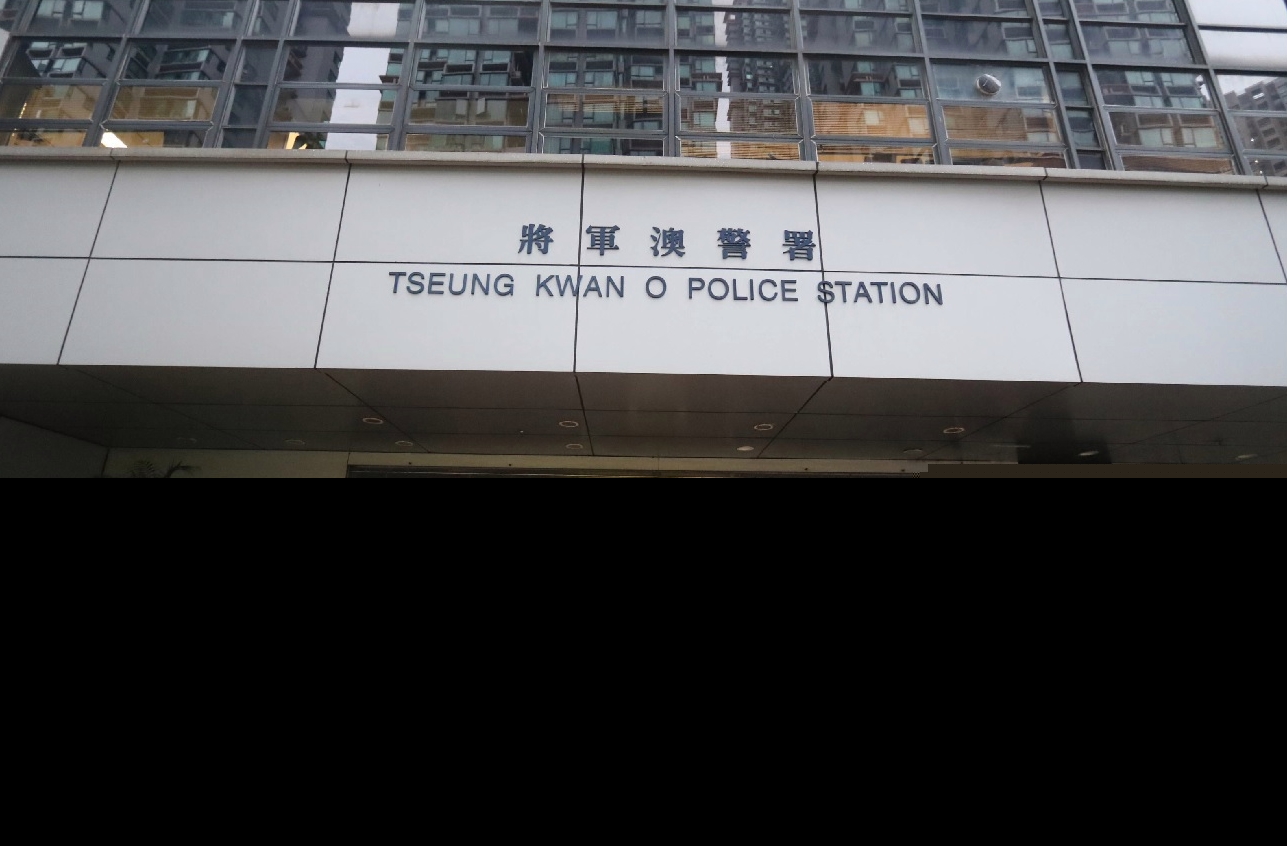 將軍澳警署
TSEUNG KWAN O POLICE STATION